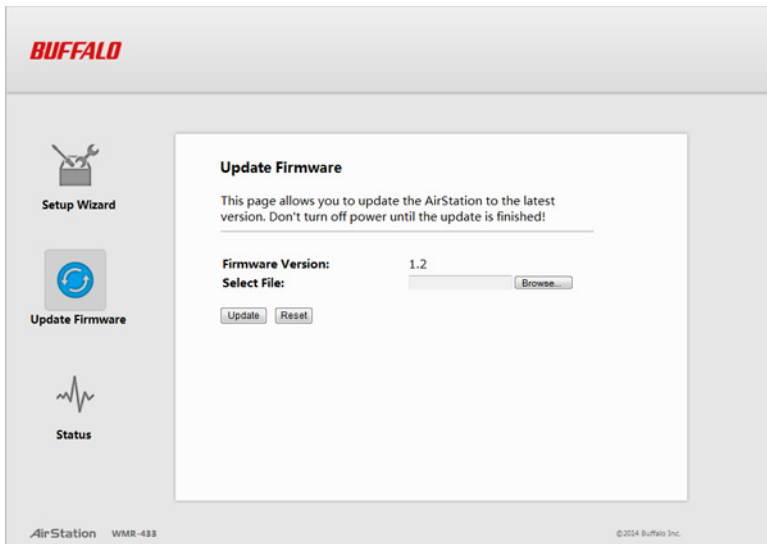 BUFFALO
Setup Wizard
Update Firmware
Status
Update Firmware
This page allows you to update the AirStation to the latest
version. Don't turn off power until the update is finished!
Firmware Version: 1.2
Select File: Browse...
Update Reset
AirStation WMR-433
©2014 Buffalo Inc.